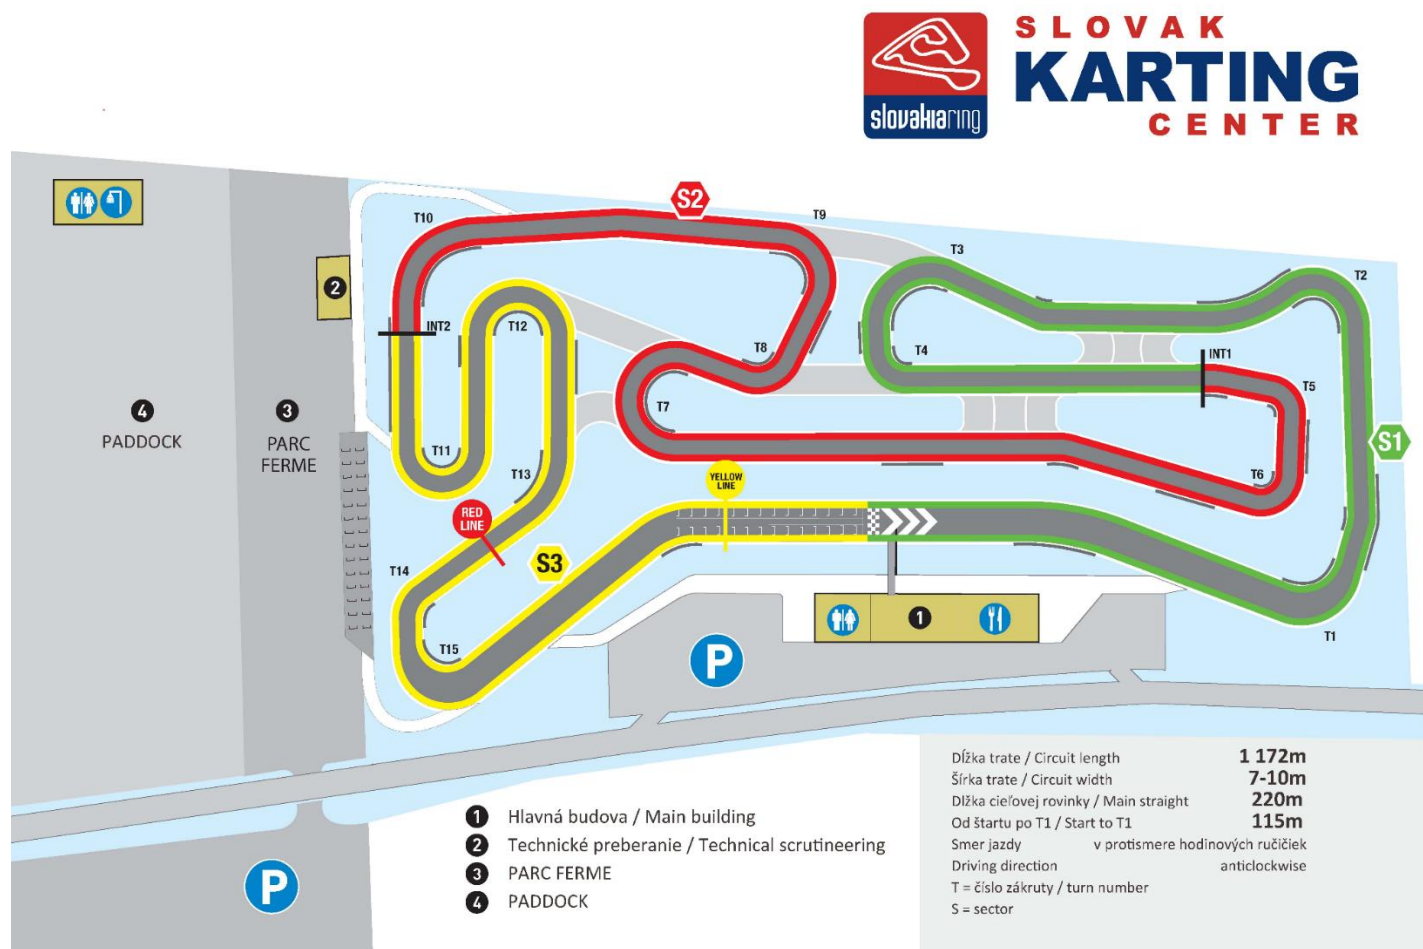 SLOVAK
KARTING
CENTER
slovakiaring
S2
T10
T9
T3
T2
2
INT2
T12
T8
T4
INT1
T5
4
PADDOCK
3
PARC
FERME
T7
S1
T11
T13
T6
YELLOW
LINE
RED
LINE
S3
T14
T15
1
T1
P
P
Dĺžka trate / Circuit length 1 172m
Šírka trate / Circuit width 7-10m
Dlžka cieľovej rovinky / Main straight 220m
Od štartu po T1 / Start to T1 115m
Smer jazdy v protismere hodinových ručičiek
Driving direction anticlockwise
T = číslo zákruty / turn number
S = sector
1 Hlavná budova / Main building
2 Technické preberanie / Technical scrutineering
3 PARC FERME
4 PADDOCK